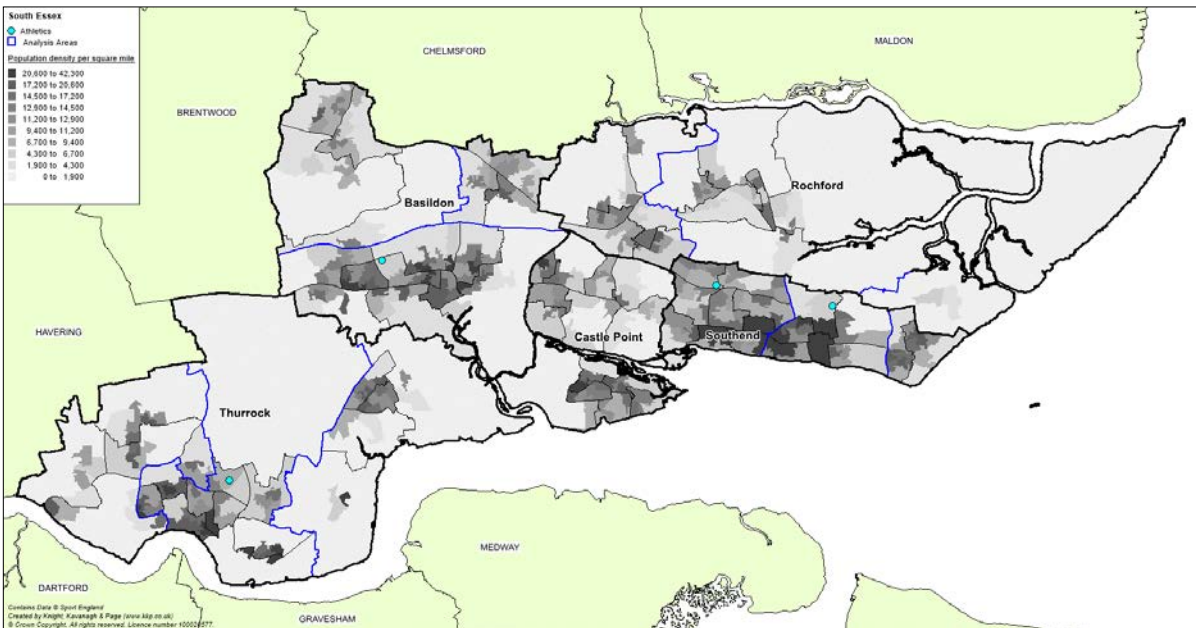 South Essex
Athletics
Analysis Areas
Population density per square mile
20,600 to 42,300
17,200 to 20,600
14,500 to 17,200
12,900 to 14,500
11,200 to 12,900
9,400 to 11,200
6,700 to 9,400
4,300 to 6,700
1,900 to 4,300
0 to 1,900
CHELMSFORD
MALDON
BRENTWOOD
Basildon
Rochford
HAVERING
Castle Point
Southend
Thurrock
MEDWAY
DARTFORD
GRAVESHAM
Contains Data © Sport England
Created by Knight, Kavanagh & Page (www.kkp.co.uk)
© Crown Copyright. All rights reserved. Licence number 100020577.